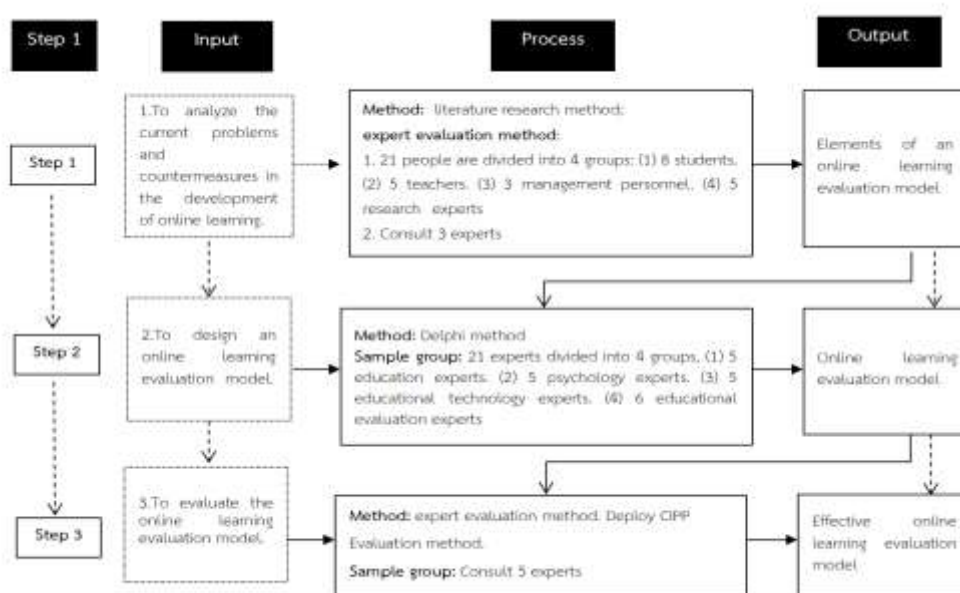 Step 1
Input
Process
Output
Step 1
1.To analyze the
current problems
and
countermeasures in
the development
of online learning.
Method: literature research method;
expert evaluation method:
1. 21 people are divided into 4 groups: (1) 8 students.
(2) 5 teachers. (3) 3 management personnel. (4) 5
research experts
2. Consult 3 experts
Elements of an
online learning
evaluation model
Step 2
2.To design an
online learning
evaluation model.
Method: Delphi method
Sample group: 21 experts divided into 4 groups, (1) 5
education experts. (2) 5 psychology experts. (3) 5
educational technology experts. (4) 6 educational
evaluation experts
Online learning
evaluation model
Step 3
3.To evaluate the
online learning
evaluation model.
Method: expert evaluation method. Deploy CIPP
Evaluation method.
Sample group: Consult 5 experts
Effective online
learning evaluation
model